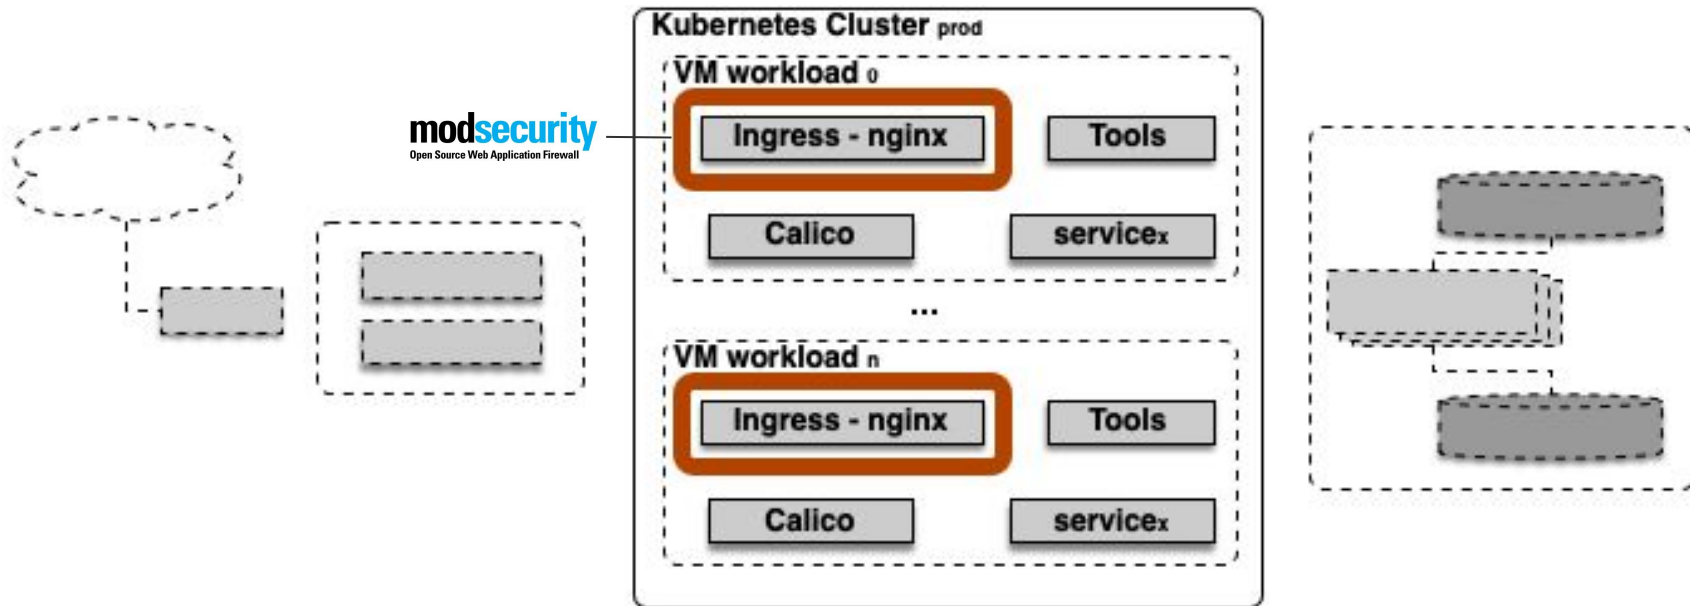 Kubernetes Cluster prod
VM workload 0
modsecurity
Open Source Web Application Firewall
Ingress - nginx
Tools
Calico
servicex
...
VM workload n
Ingress - nginx
Tools
Calico
servicex